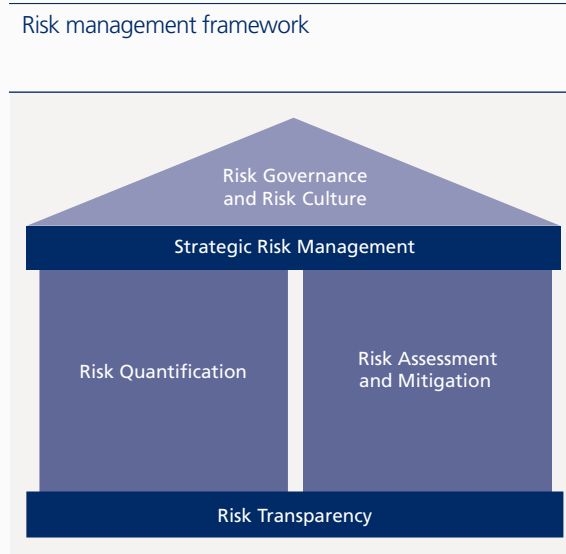 Risk management framework
Risk Governance
and Risk Culture
Strategic Risk Management
Risk Quantification
Risk Assessment
and Mitigation
Risk Transparency